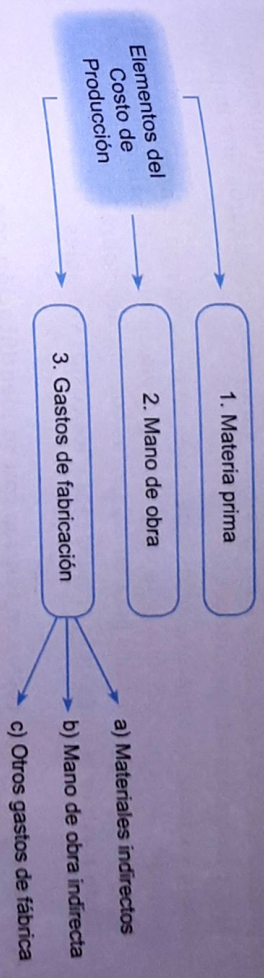 Elementos del
Costo de
Producción
1. Materia prima
2. Mano de obra
3. Gastos de fabricación
a) Materiales indirectos
b) Mano de obra indirecta
c) Otros gastos de fábrica